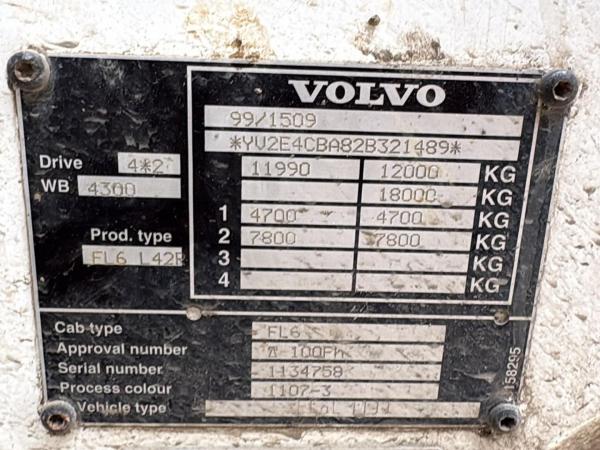 VOLVO
99/1509
*YV2E4CBA82B321489*
Drive 4*2 11990 12000 KG
WB 4300 18000 KG
1 4700 4700 KG
Prod. type 2 7800 7800 KG
FL6 L42R 3 KG
4 KG
Cab type FL6
Approval number
Serial number 1134758
Process colour 1107-3
Vehicle type
158295